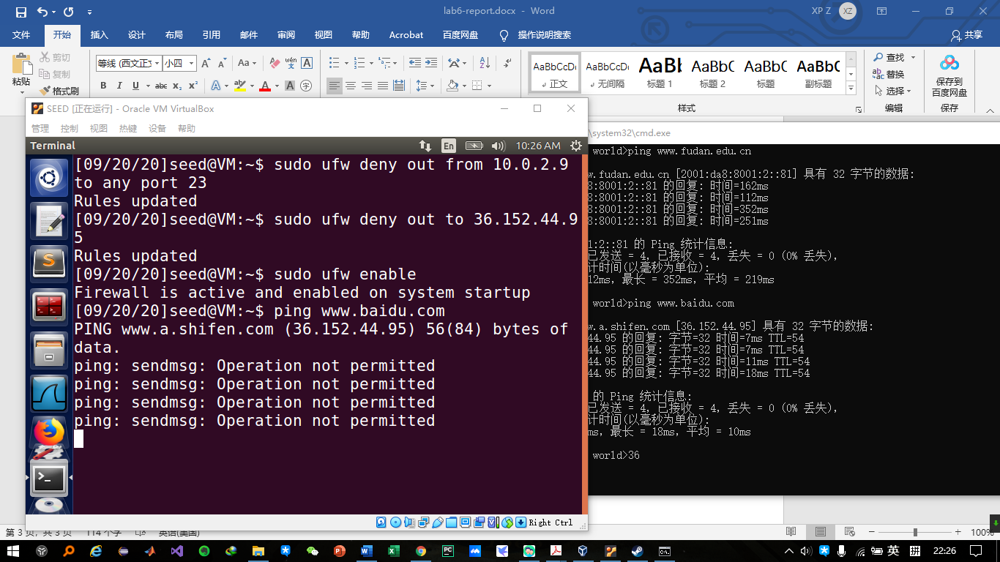 lab6-report.docx - Word
XP Z
XZ
文件 开始 插入 设计 布局 引用 邮件 审阅 视图 帮助 Acrobat 百度网盘 操作说明搜索 共享
粘贴
剪切
复制
格式刷
等线 (西文正文
小四
Aa
wén
A
B I U abc x₂ x²
AaBbCcDc AaBbCcDc AaBbC AaBbC AaBbC AaBbC
正文 无间隔 标题 1 标题 2 标题 副标题
样式
查找
替换
选择
编辑
保存到
百度网盘
保存
SEED [正在运行] - Oracle VM VirtualBox
管理 控制 视图 热键 设备 帮助
Terminal
En
10:26 AM
[09/20/20]seed@VM:~$ sudo ufw deny out from 10.0.2.9
to any port 23
Rules updated
[09/20/20]seed@VM:~$ sudo ufw deny out to 36.152.44.9
5
Rules updated
[09/20/20]seed@VM:~$ sudo ufw enable
Firewall is active and enabled on system startup
[09/20/20]seed@VM:~$ ping www.baidu.com
PING www.a.shifen.com (36.152.44.95) 56(84) bytes of
data.
ping: sendmsg: Operation not permitted
ping: sendmsg: Operation not permitted
ping: sendmsg: Operation not permitted
ping: sendmsg: Operation not permitted
Right Ctrl
\system32\cmd.exe
world>ping www.fudan.edu.cn
w.fudan.edu.cn [2001:da8:8001:2::81] 具有 32 字节的数据:
8:8001:2::81 的回复: 时间=162ms
8:8001:2::81 的回复: 时间=112ms
8:8001:2::81 的回复: 时间=352ms
8:8001:2::81 的回复: 时间=251ms
1:2::81 的 Ping 统计信息:
已发送 = 4, 已接收 = 4, 丢失 = 0 (0% 丢失),
计时间(以毫秒为单位):
12ms, 最长 = 352ms, 平均 = 219ms
world>ping www.baidu.com
w.a.shifen.com [36.152.44.95] 具有 32 字节的数据:
44.95 的回复: 字节=32 时间=7ms TTL=54
44.95 的回复: 字节=32 时间=7ms TTL=54
44.95 的回复: 字节=32 时间=11ms TTL=54
44.95 的回复: 字节=32 时间=18ms TTL=54
的 Ping 统计信息:
已发送 = 4, 已接收 = 4, 丢失 = 0 (0% 丢失),
计时间(以毫秒为单位):
ms, 最长 = 18ms, 平均 = 10ms
world>36
第 3 页, 共 3 页 114 个字 英语(美国)
100%
英
拼
22:26